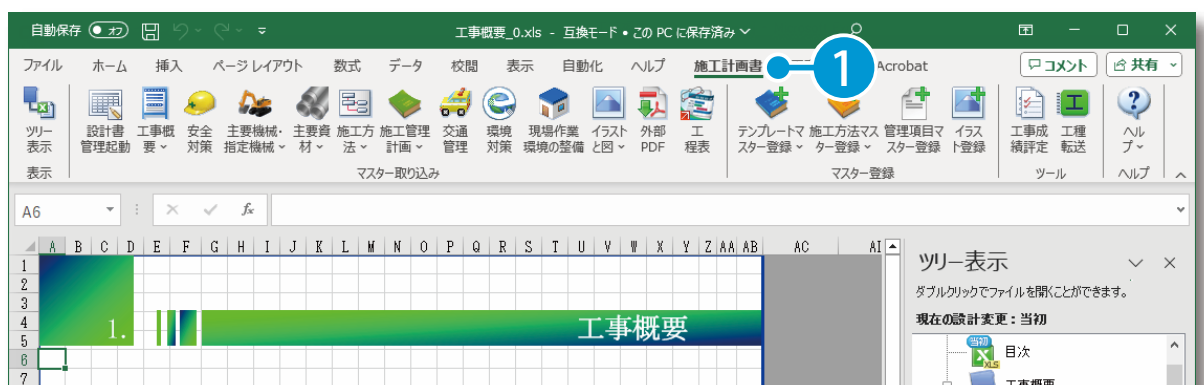 自動保存 オフ 工事概要_0.xls - 互換モード • この PC に保存済み
ファイル ホーム 挿入 ページ レイアウト 数式 データ 校閲 表示 自動化 ヘルプ 施工計画書 1 Acrobat コメント 共有
ツリー表示
設計書管理起動
工事概要
安全対策
主要機械・指定機械
主要資材
施工方法
施工管理計画
交通管理
環境対策
現場作業環境の整備
イラストと図
外部PDF
工程表
テンプレートマスター登録
施工方法マスター登録
管理項目マスター登録
イラスト登録
工事成績評定
工種転送
ヘルプ
表示 マスター取り込み マスター登録 ツール ヘルプ
A6 fx
A B C D E F G H I J K L M N O P Q R S T U V W X Y Z AA AB AC AI
1
2
3
4
5
6
7
1. 工事概要
ツリー表示
ダブルクリックでファイルを開くことができます。
現在の設計変更：当初
当初 XLS 目次
工事概要